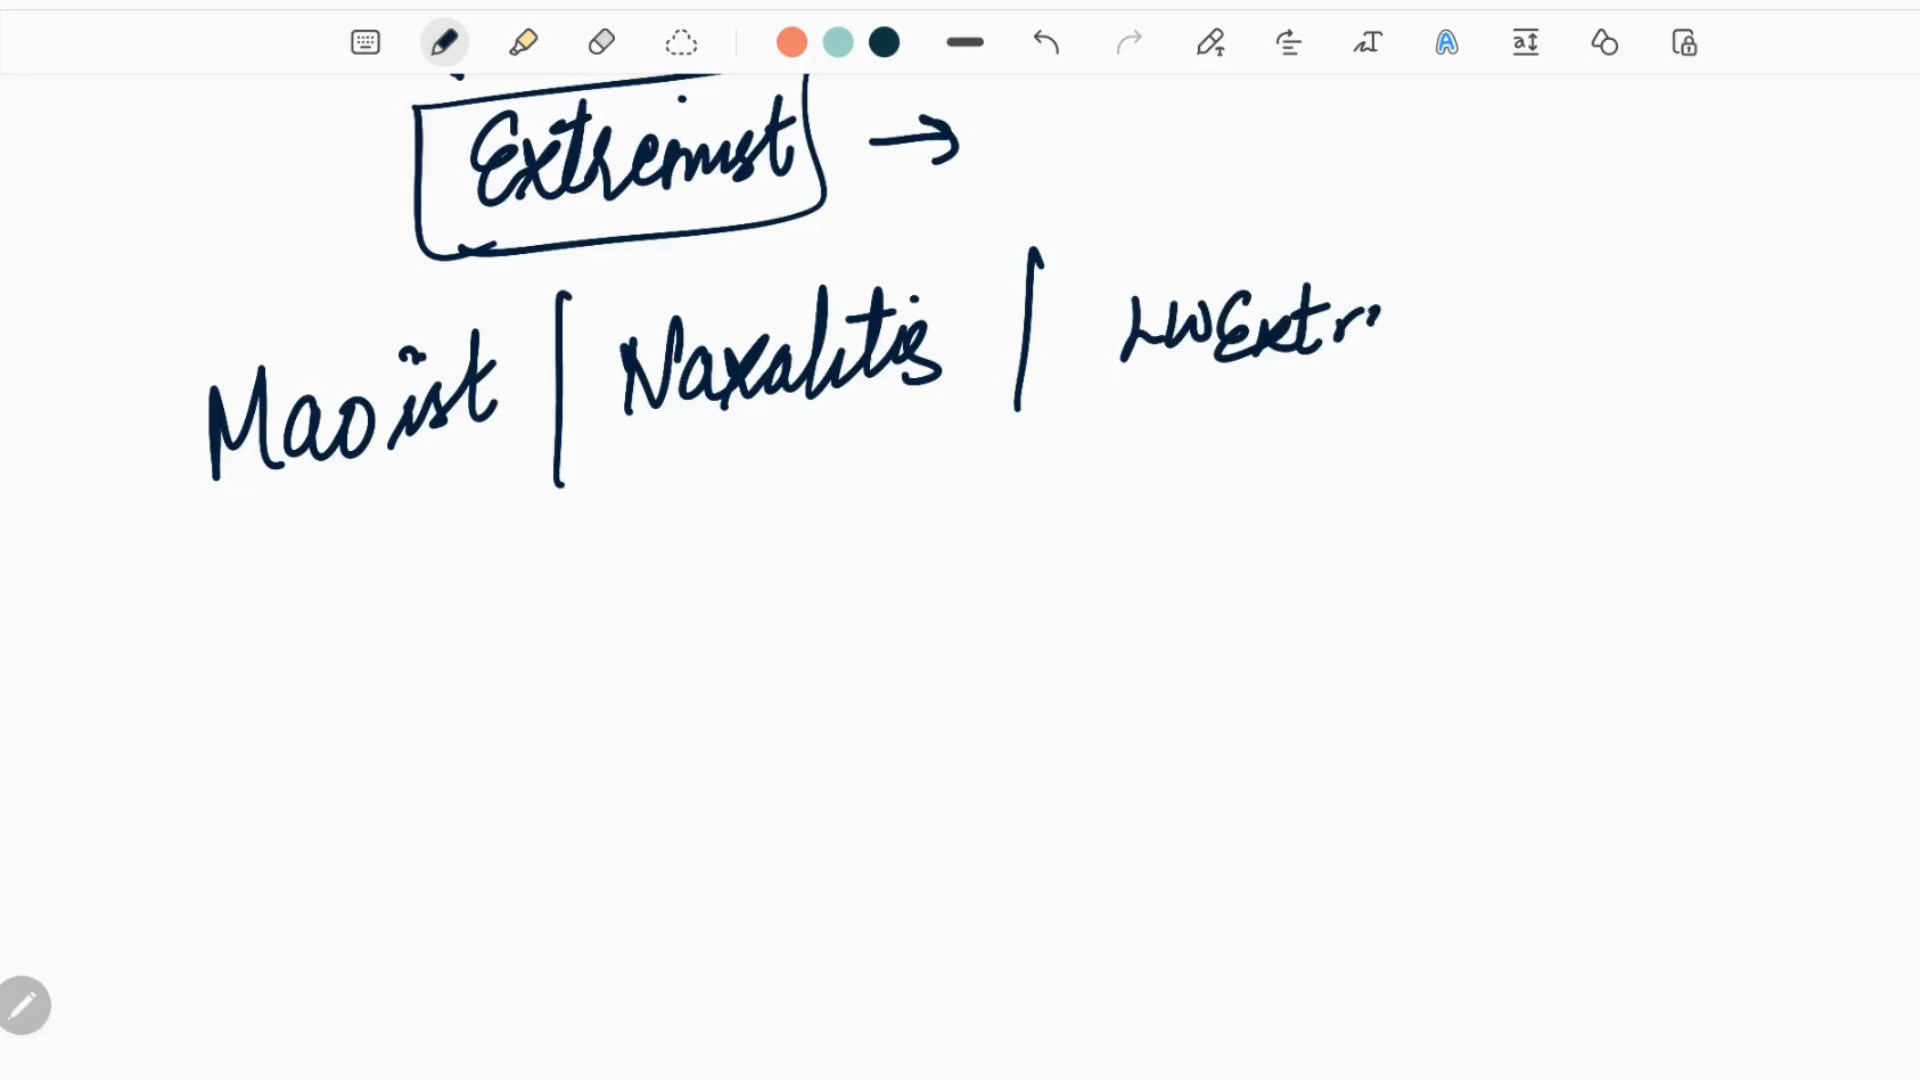 Extremist →
Maoist | Naxalites | LWExtr